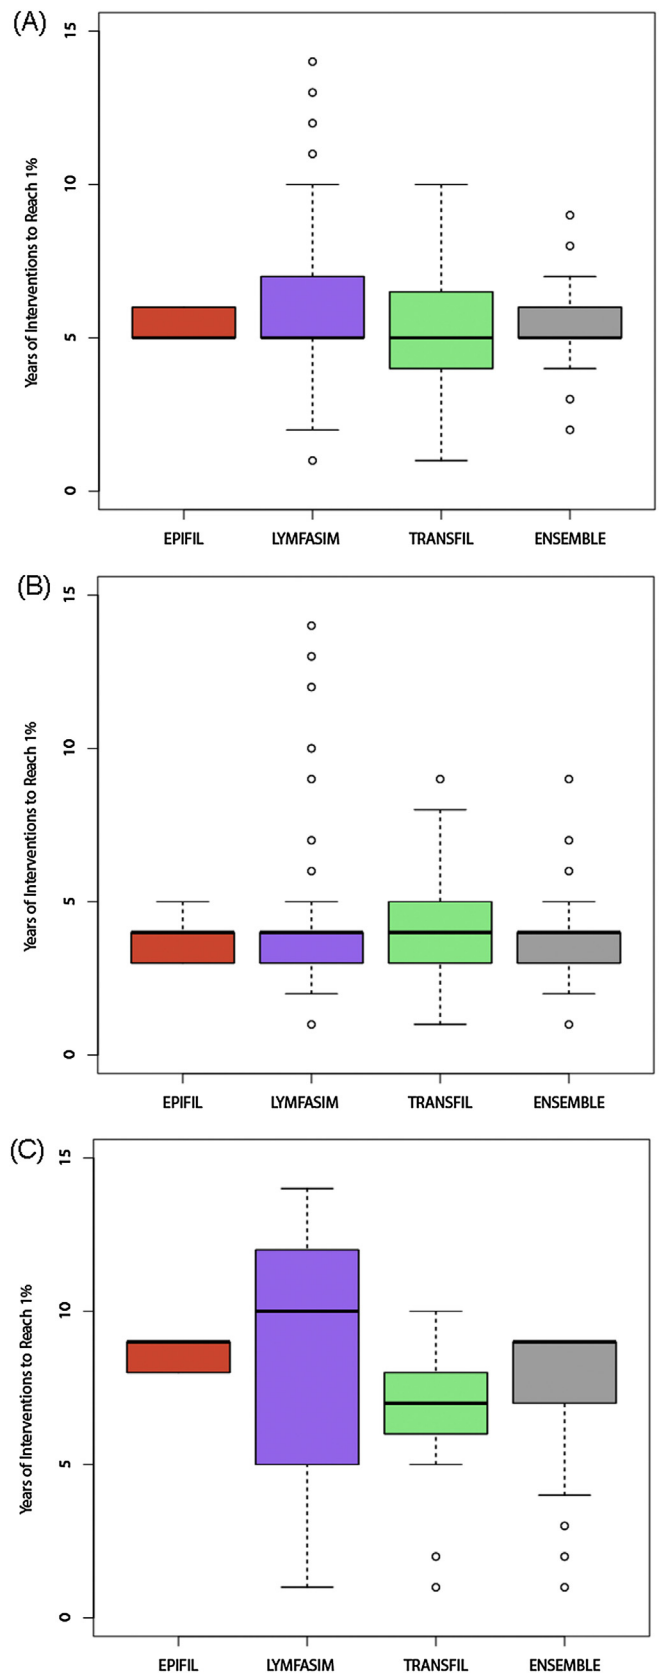 (A)
15
10
5
0
Years of Interventions to Reach 1%
EPIFIL LYMFASIM TRANSFIL ENSEMBLE
(B)
15
10
5
0
Years of Interventions to Reach 1%
EPIFIL LYMFASIM TRANSFIL ENSEMBLE
(C)
15
10
5
0
Years of Interventions to Reach 1%
EPIFIL LYMFASIM TRANSFIL ENSEMBLE